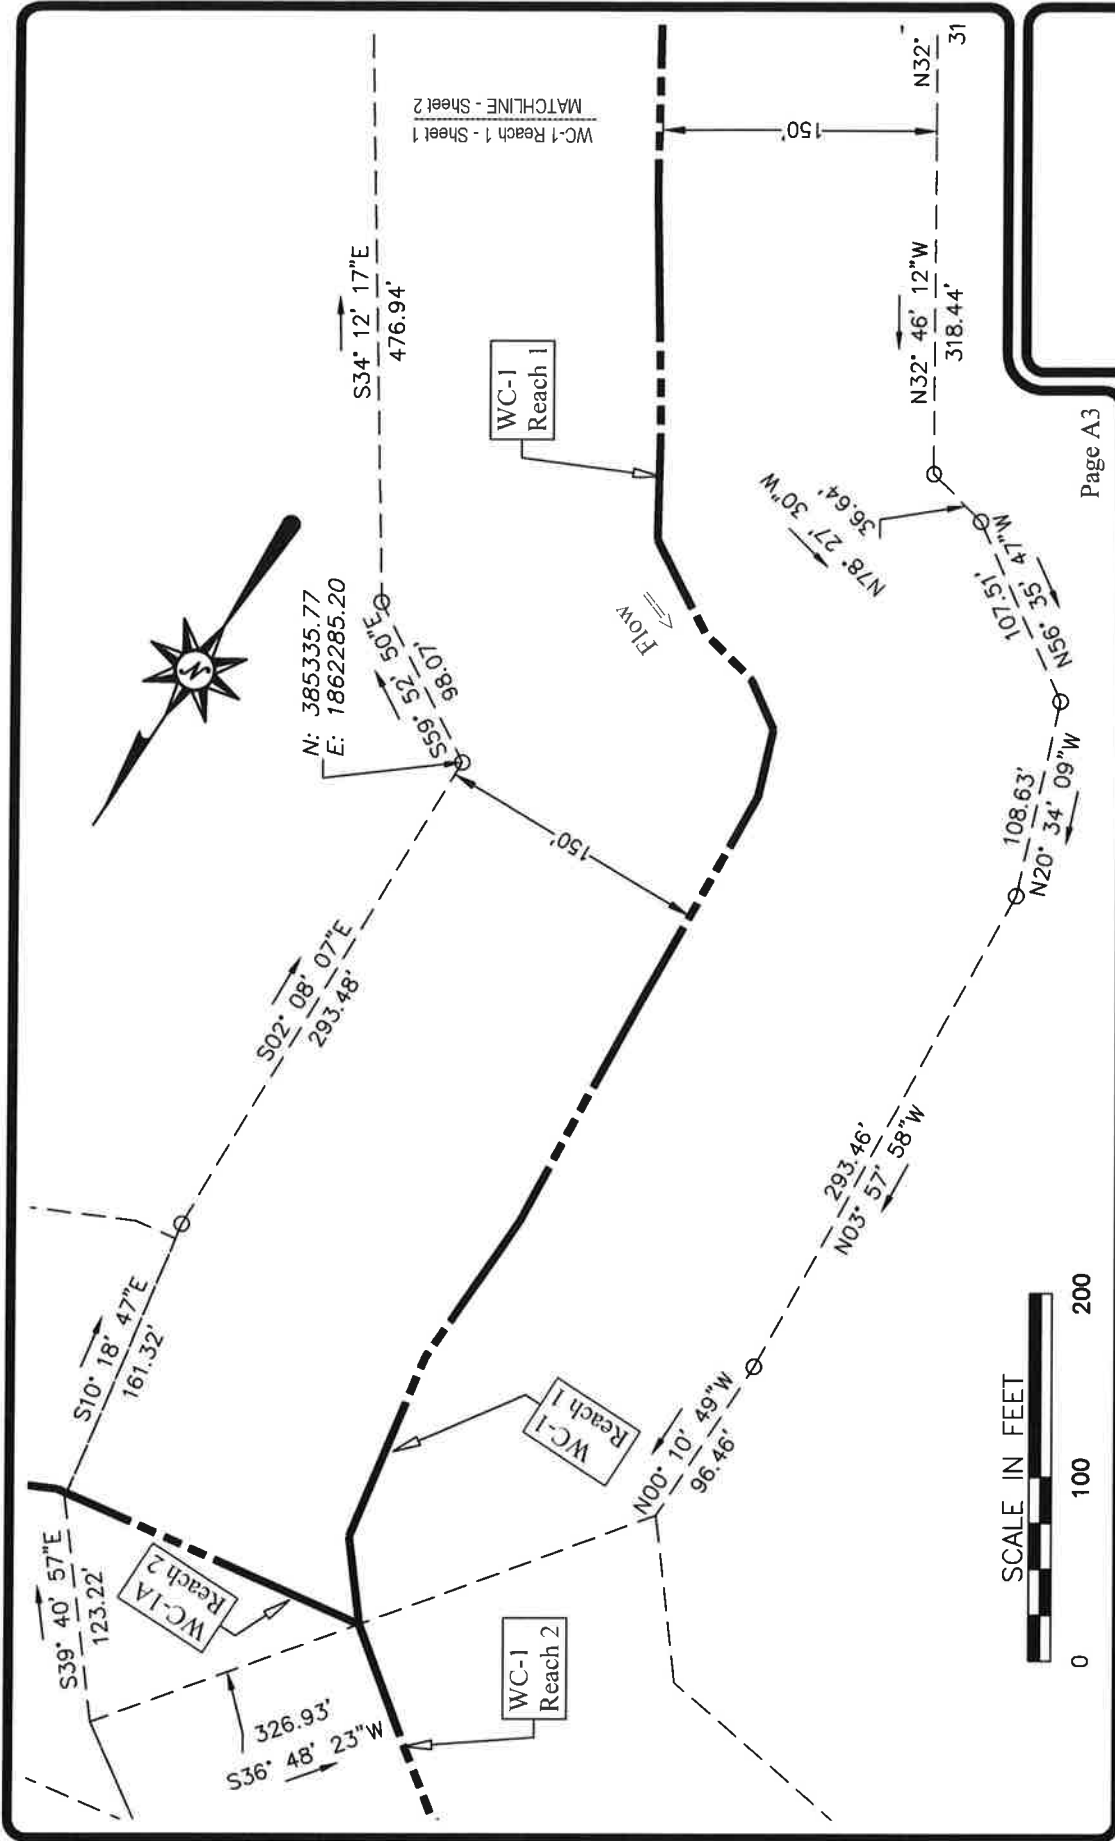 WC-1 Reach 1 - Sheet 1
MATCHLINE - Sheet 2
N32°
31
150'
S34° 12' 17"E
476.94'
N32° 46' 12"W
318.44'
WC-1
Reach 1
N
N: 385335.77
E: 1862285.20
S59° 52' 50"E
98.07'
Flow
N78° 27' 30"W
36.64'
107.51'
N56° 35' 47"W
Page A3
150'
108.63'
N20° 34' 09"W
S02° 08' 07"E
293.48'
293.46'
N03° 57' 58"W
S10° 18' 47"E
161.32'
WC-1
Reach 1
N00° 10' 49"W
96.46'
S39° 40' 57"E
123.22'
WC-1A
Reach 2
WC-1
Reach 2
326.93'
S36° 48' 23"W
SCALE IN FEET
0 100 200